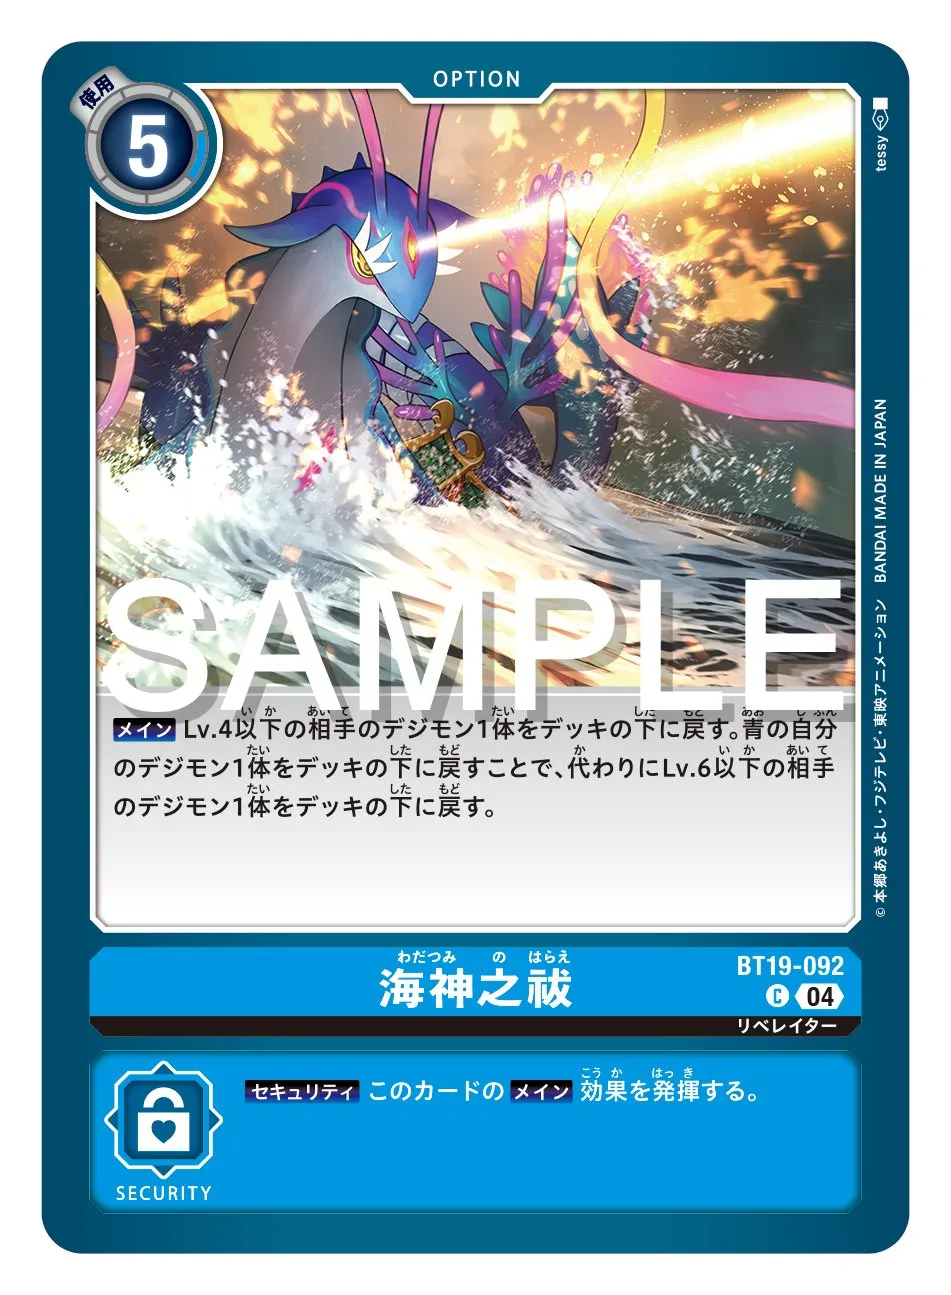 OPTION
使用
5
tessy
SAMPLE
メイン Lv.4以下の相手のデジモン1体をデッキの下に戻す。青の自分
のデジモン1体をデッキの下に戻すことで、代わりにLv.6以下の相手
のデジモン1体をデッキの下に戻す。
© 本郷あきよし・フジテレビ・東映アニメーション BANDAI MADE IN JAPAN
わだつみ の はらえ
海神之祓
BT19-092
C 04
リベレイター
セキュリティ このカードの メイン 効果を発揮する。
SECURITY